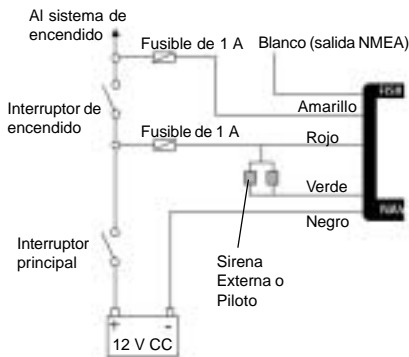 Al sistema de
encendido
Fusible de 1 A
Blanco (salida NMEA)
Amarillo
Interruptor de
encendido
Fusible de 1 A
Rojo
Verde
Negro
Interruptor
principal
Sirena
Externa o
Piloto
+ -
12 V CC